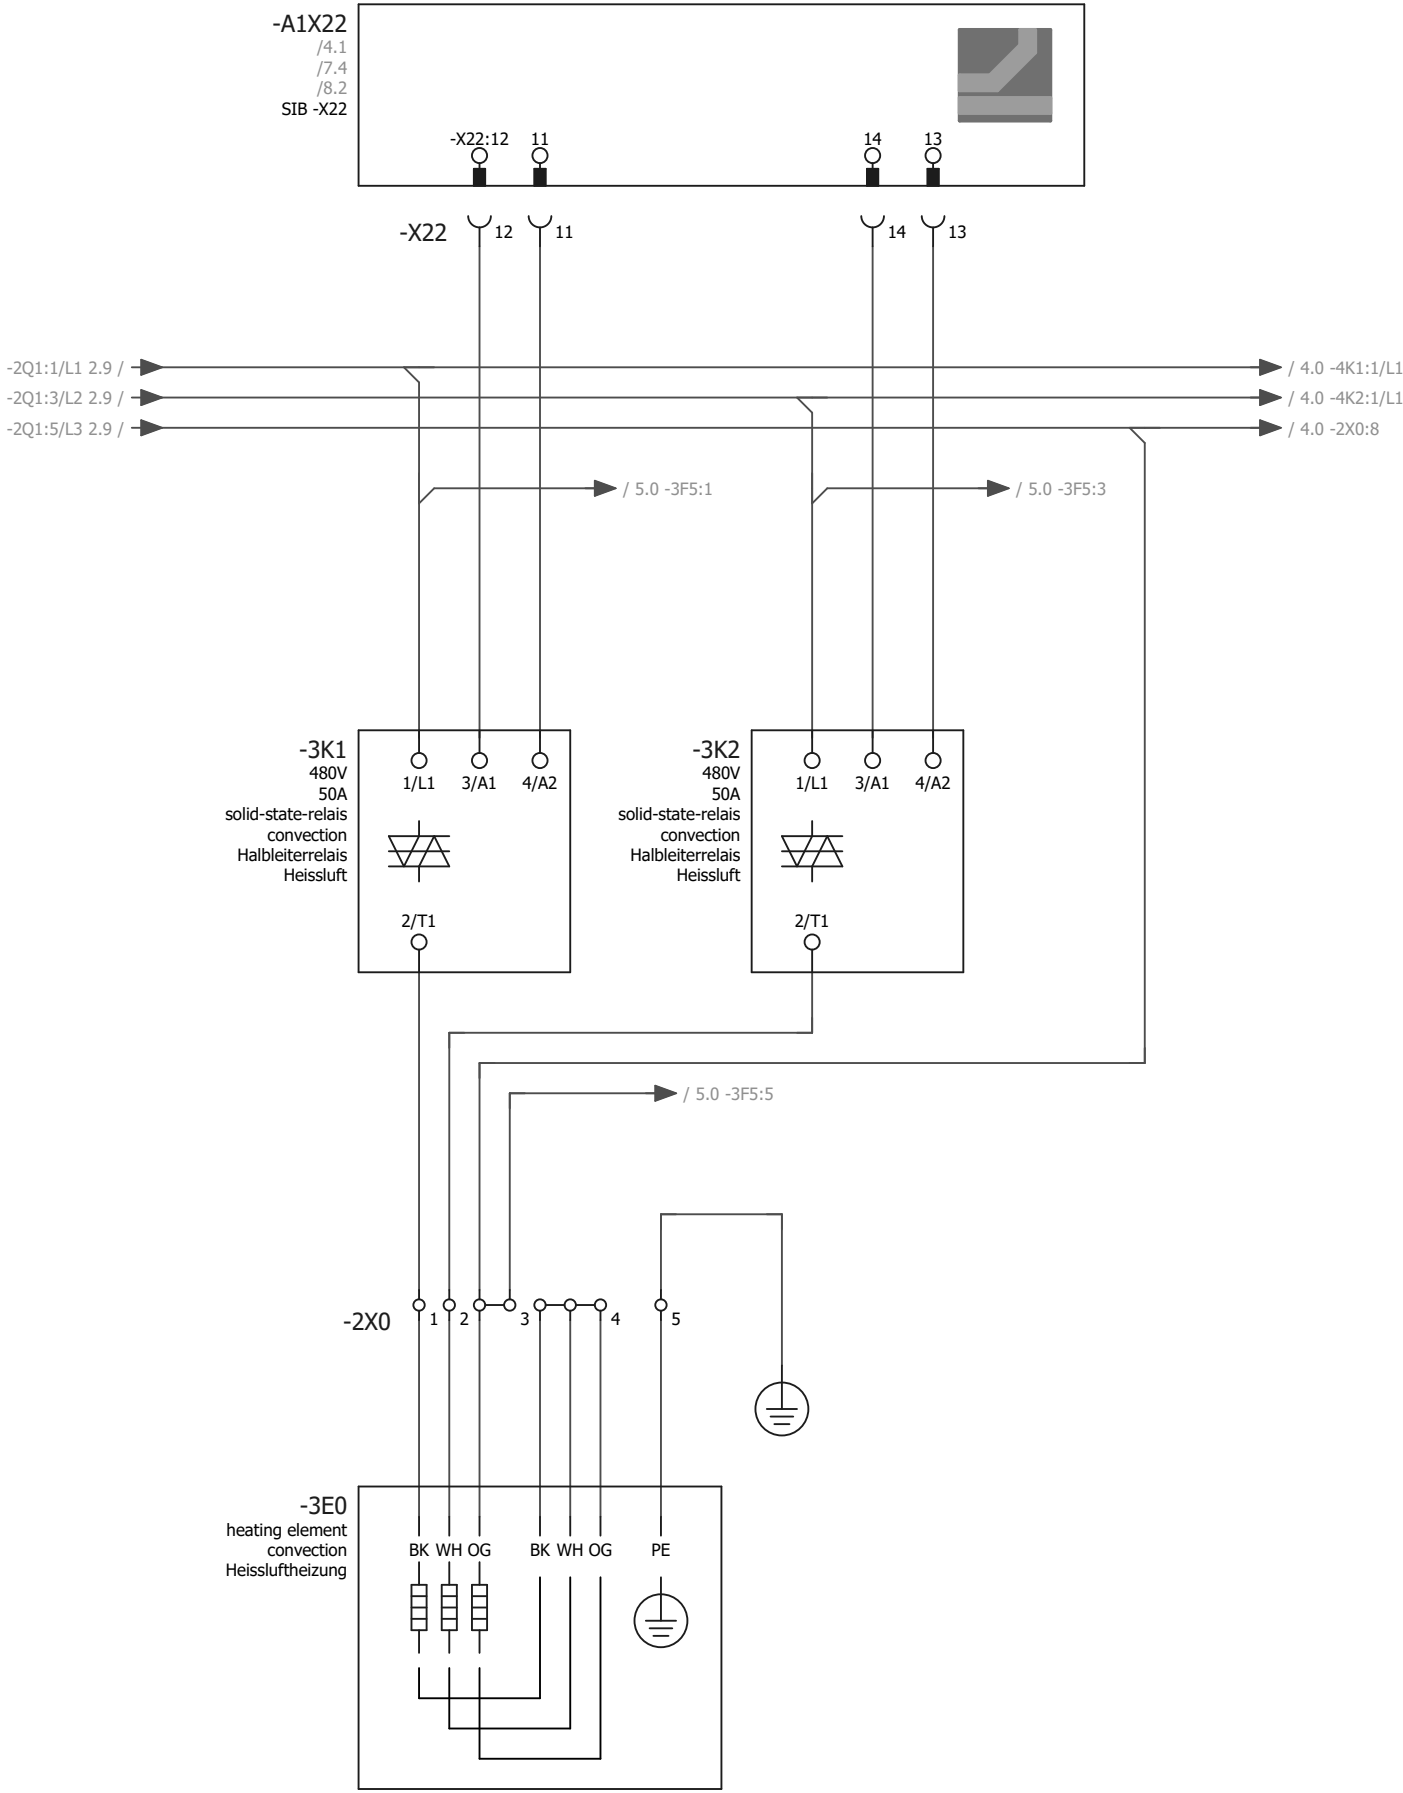 -A1X22
/4.1
/7.4
/8.2
SIB -X22
-X22:12 11 14 13
-X22 12 11 14 13
-2Q1:1/L1 2.9 / / 4.0 -4K1:1/L1
-2Q1:3/L2 2.9 / / 4.0 -4K2:1/L1
-2Q1:5/L3 2.9 / / 4.0 -2X0:8
/ 5.0 -3F5:1 / 5.0 -3F5:3
-3K1
480V
50A
solid-state-relais
convection
Halbleiterrelais
Heissluft
1/L1 3/A1 4/A2
2/T1
-3K2
480V
50A
solid-state-relais
convection
Halbleiterrelais
Heissluft
1/L1 3/A1 4/A2
2/T1
/ 5.0 -3F5:5
-2X0 1 2 3 4 5
-3E0
heating element
convection
Heissluftheizung
BK WH OG BK WH OG PE